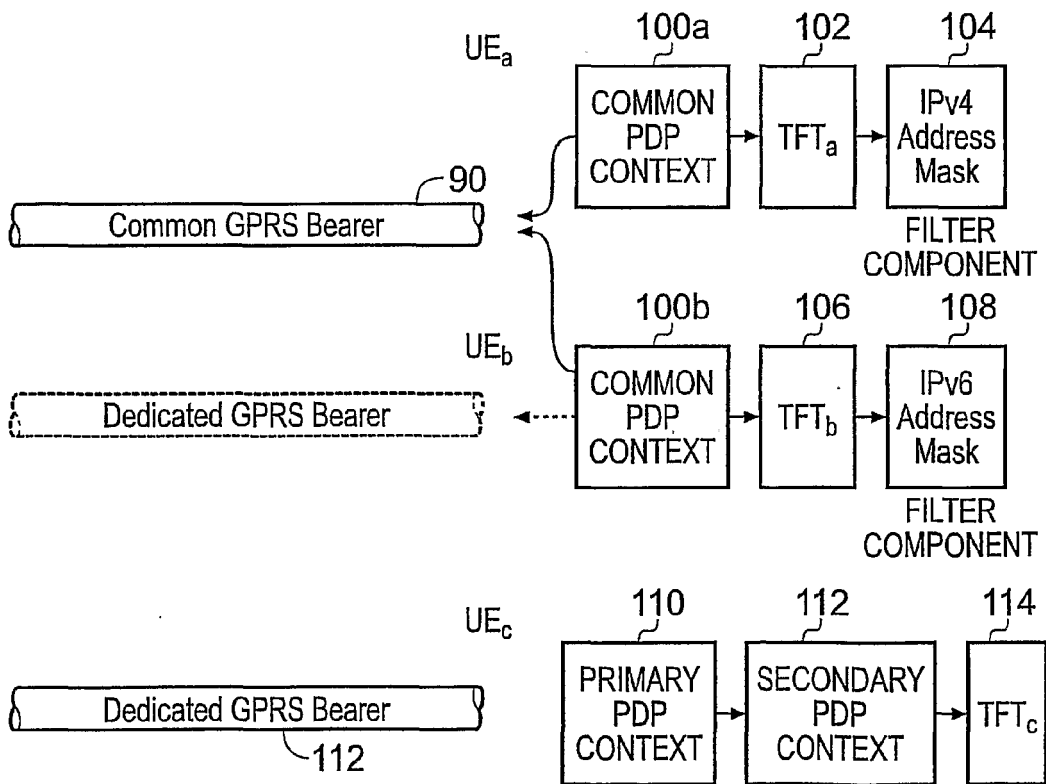 UEa
100a
102
104
COMMON
PDP
CONTEXT
TFTa
IPv4
Address
Mask
FILTER
COMPONENT
90
Common GPRS Bearer
UEb
100b
106
108
COMMON
PDP
CONTEXT
TFTb
IPv6
Address
Mask
FILTER
COMPONENT
Dedicated GPRS Bearer
UEc
110
112
114
PRIMARY
PDP
CONTEXT
SECONDARY
PDP
CONTEXT
TFTc
Dedicated GPRS Bearer
112